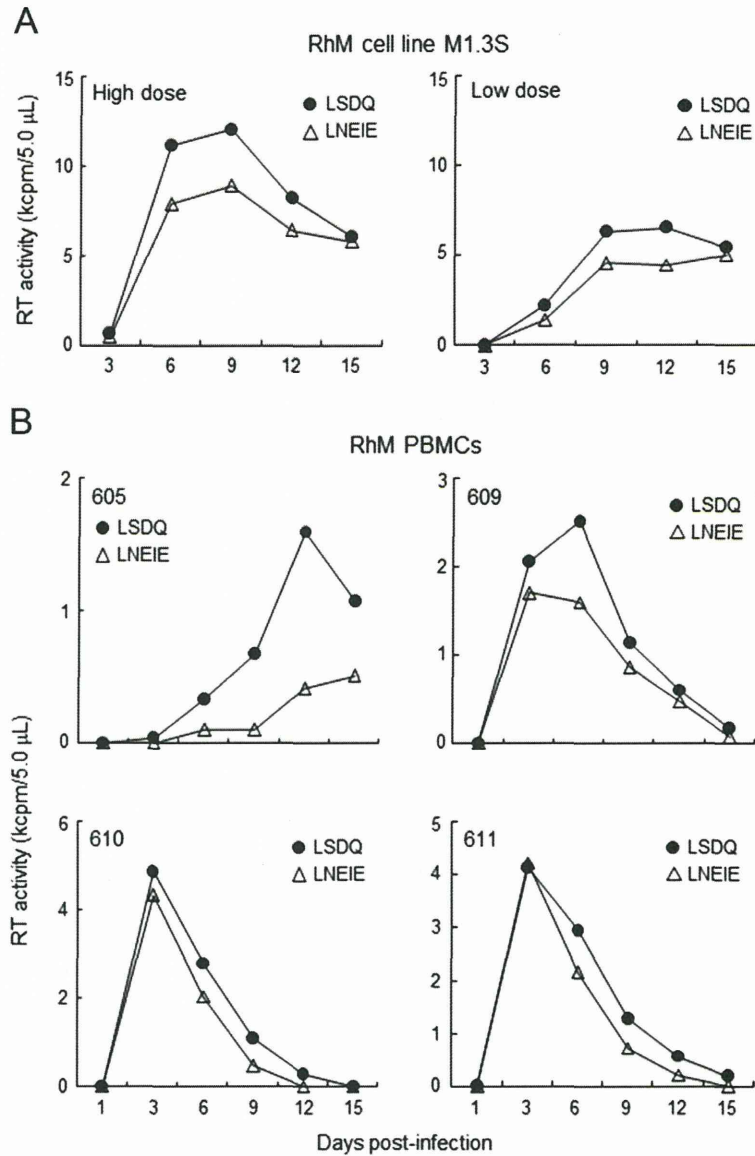 A
RhM cell line M1.3S
RT activity (kcpm/5.0 µL)
15
10
5
0
High dose
LSDQ
LNEIE
3 6 9 12 15
15
10
5
0
Low dose
LSDQ
LNEIE
3 6 9 12 15
B
RhM PBMCs
RT activity (kcpm/5.0 µL)
2
1
0
605
LSDQ
LNEIE
3
2
1
0
609
LSDQ
LNEIE
6
4
2
0
610
LSDQ
LNEIE
1 3 6 9 12 15
5
4
3
2
1
0
611
LSDQ
LNEIE
1 3 6 9 12 15
Days post-infection